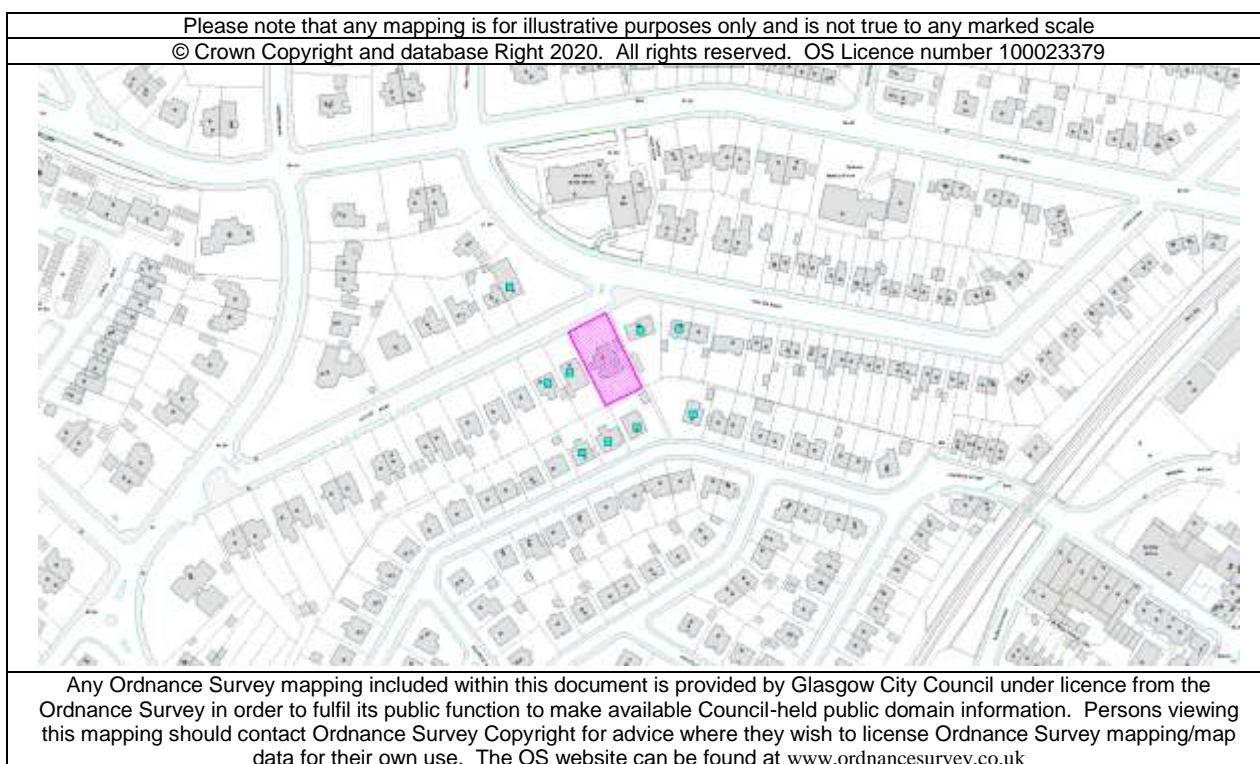 Please note that any mapping is for illustrative purposes only and is not true to any marked scale
© Crown Copyright and database Right 2020. All rights reserved. OS Licence number 100023379
Any Ordnance Survey mapping included within this document is provided by Glasgow City Council under licence from the
Ordnance Survey in order to fulfil its public function to make available Council-held public domain information. Persons viewing
this mapping should contact Ordnance Survey Copyright for advice where they wish to license Ordnance Survey mapping/map
data for their own use. The OS website can be found at www.ordnancesurvey.co.uk